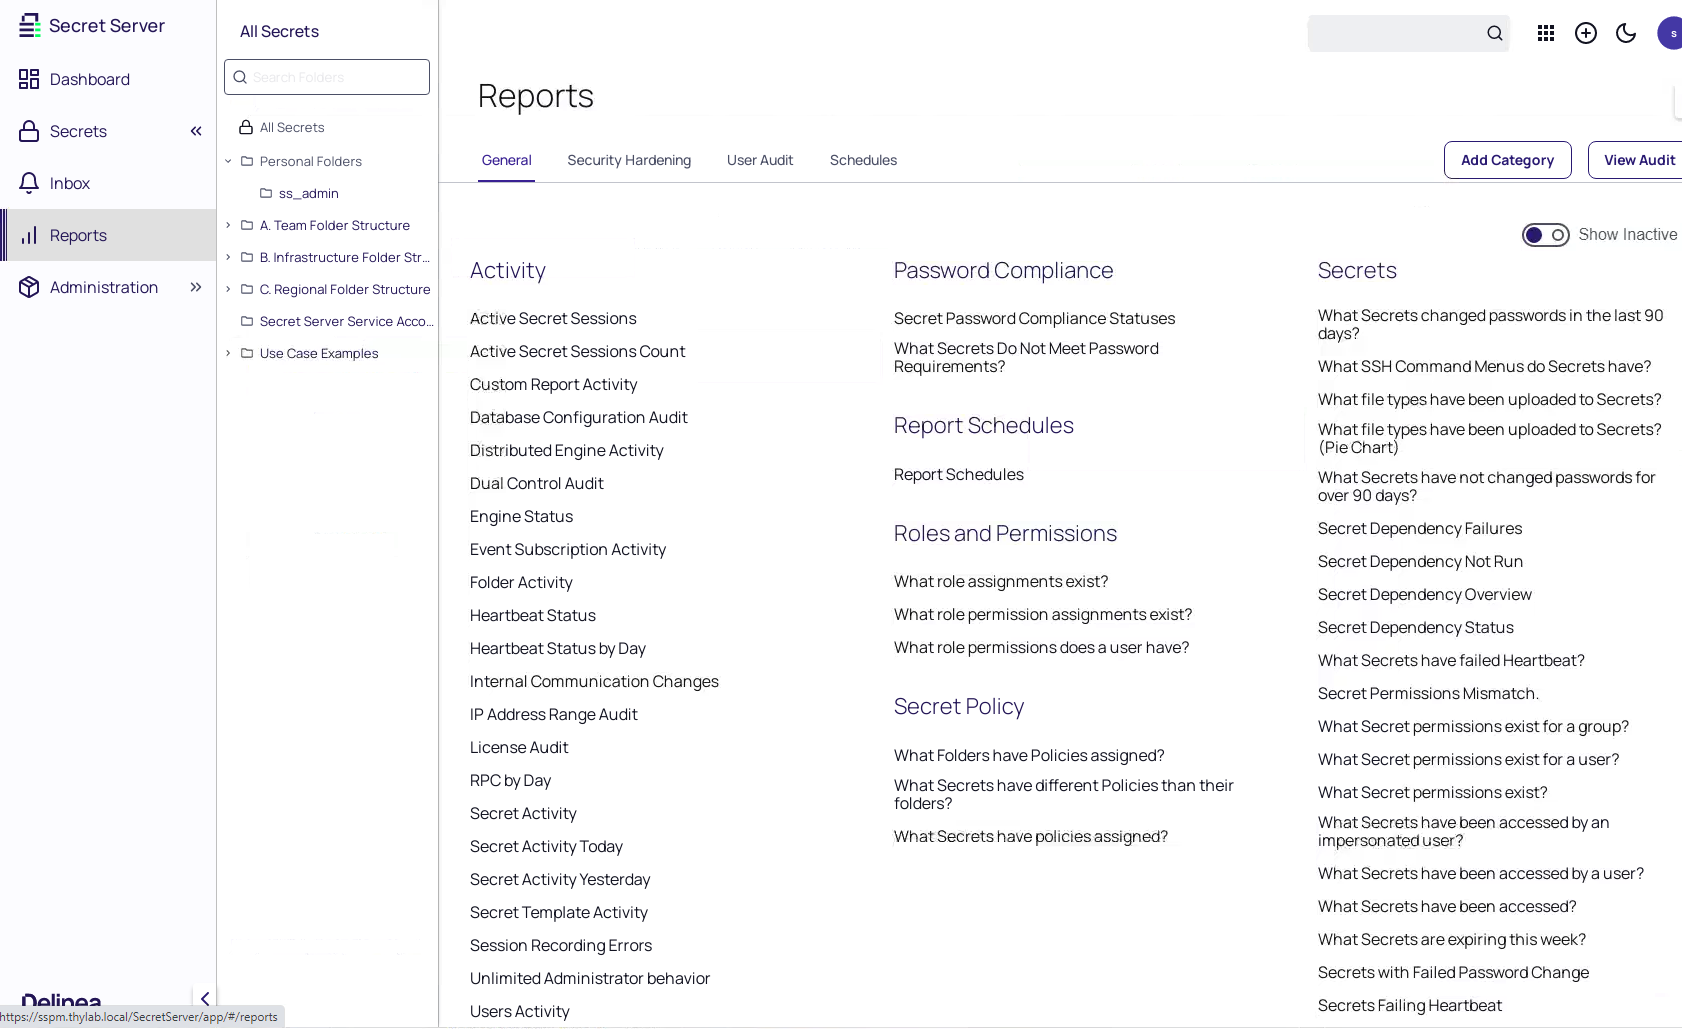 Secret Server
Dashboard
Secrets
Inbox
Reports
Administration
Delinea
https://sspm.thylab.local/SecretServer/app/#/reports
All Secrets
Search Folders
All Secrets
Personal Folders
ss_admin
A. Team Folder Structure
B. Infrastructure Folder Str...
C. Regional Folder Structure
Secret Server Service Acco...
Use Case Examples
s
Reports
General
Security Hardening
User Audit
Schedules
Add Category
View Audit
Show Inactive
Activity
Active Secret Sessions
Active Secret Sessions Count
Custom Report Activity
Database Configuration Audit
Distributed Engine Activity
Dual Control Audit
Engine Status
Event Subscription Activity
Folder Activity
Heartbeat Status
Heartbeat Status by Day
Internal Communication Changes
IP Address Range Audit
License Audit
RPC by Day
Secret Activity
Secret Activity Today
Secret Activity Yesterday
Secret Template Activity
Session Recording Errors
Unlimited Administrator behavior
Users Activity
Password Compliance
Secret Password Compliance Statuses
What Secrets Do Not Meet Password
Requirements?
Report Schedules
Report Schedules
Roles and Permissions
What role assignments exist?
What role permission assignments exist?
What role permissions does a user have?
Secret Policy
What Folders have Policies assigned?
What Secrets have different Policies than their
folders?
What Secrets have policies assigned?
Secrets
What Secrets changed passwords in the last 90
days?
What SSH Command Menus do Secrets have?
What file types have been uploaded to Secrets?
What file types have been uploaded to Secrets?
(Pie Chart)
What Secrets have not changed passwords for
over 90 days?
Secret Dependency Failures
Secret Dependency Not Run
Secret Dependency Overview
Secret Dependency Status
What Secrets have failed Heartbeat?
Secret Permissions Mismatch.
What Secret permissions exist for a group?
What Secret permissions exist for a user?
What Secret permissions exist?
What Secrets have been accessed by an
impersonated user?
What Secrets have been accessed by a user?
What Secrets have been accessed?
What Secrets are expiring this week?
Secrets with Failed Password Change
Secrets Failing Heartbeat